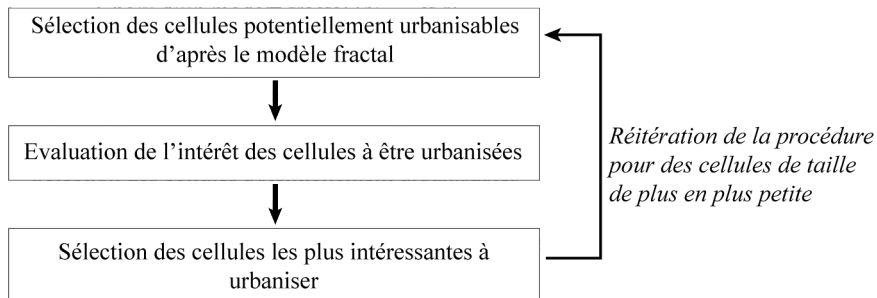 Sélection des cellules potentiellement urbanisables
d'après le modèle fractal
Evaluation de l'intérêt des cellules à être urbanisées
Réitération de la procédure
pour des cellules de taille
de plus en plus petite
Sélection des cellules les plus intéressantes à
urbaniser